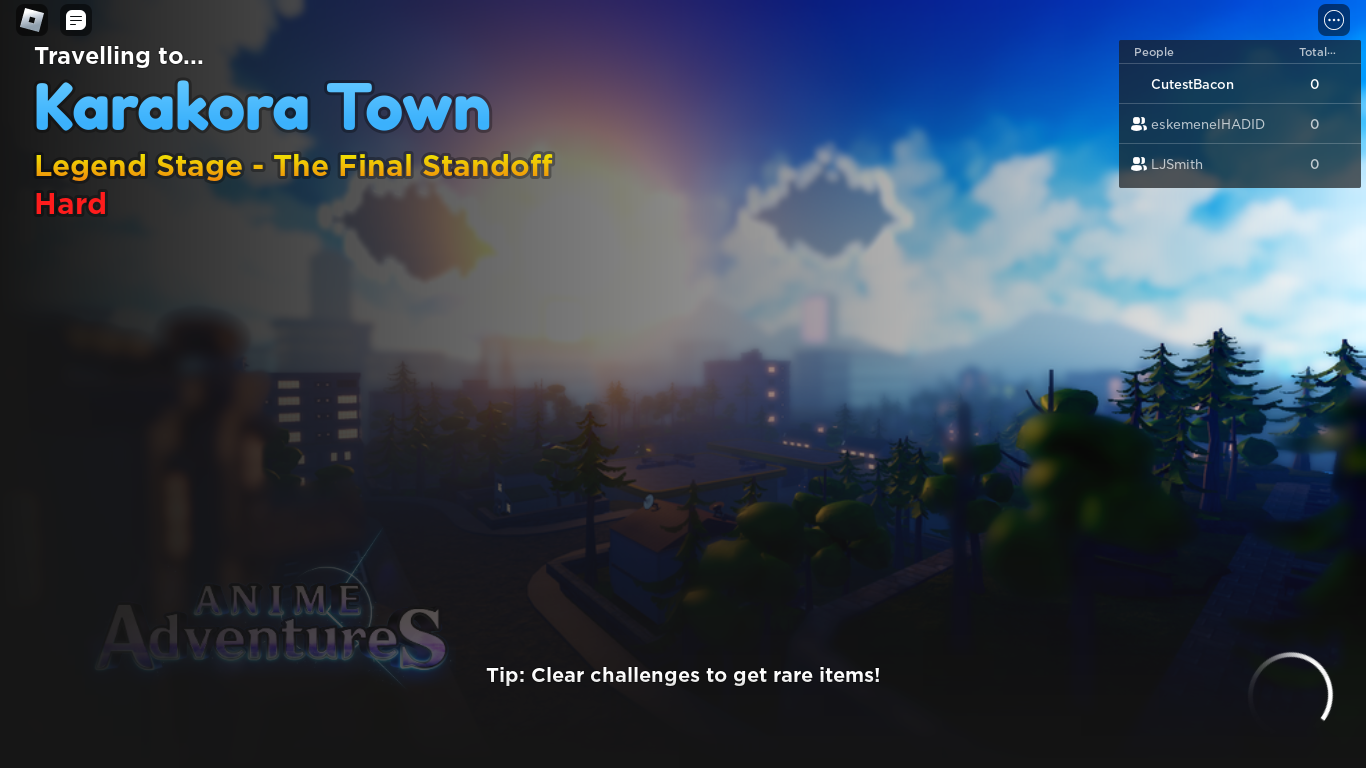 Travelling to...
Karakora Town
Legend Stage - The Final Standoff
Hard
People Total...
CutestBacon 0
eskemenelHADID 0
LJSmith 0
ANIME
AdventureS
Tip: Clear challenges to get rare items!